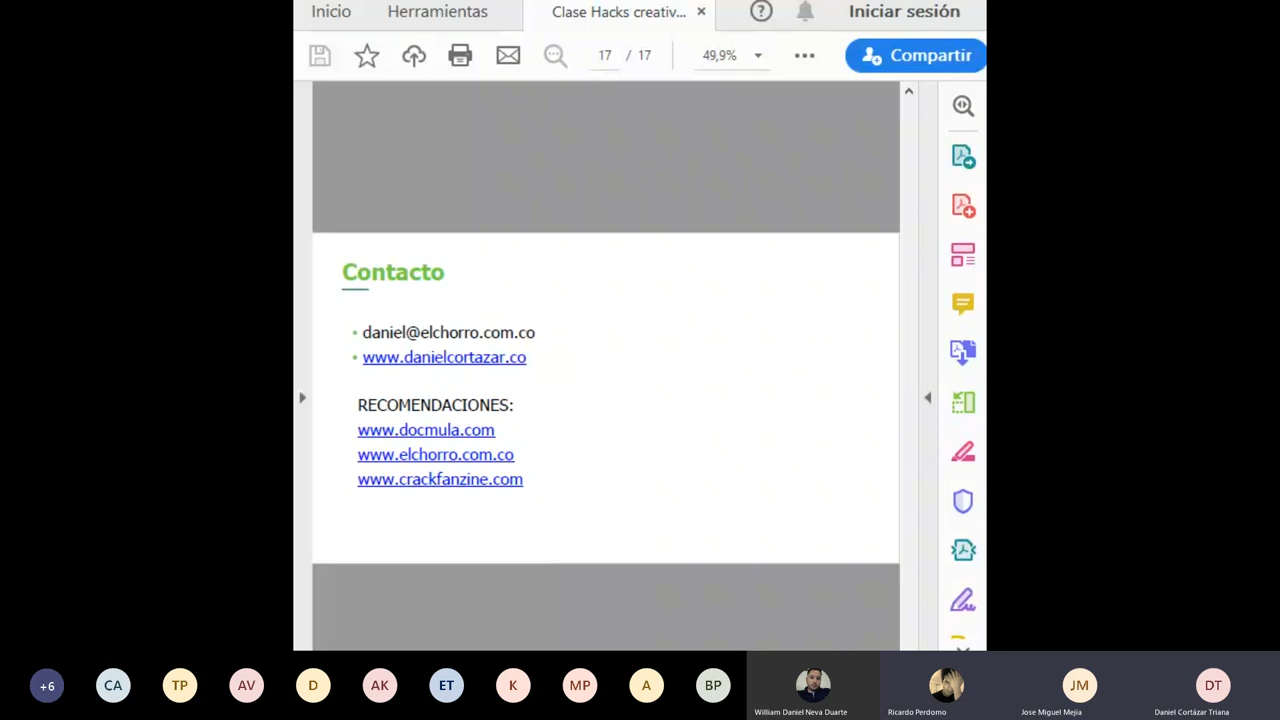 Inicio
Herramientas
Clase Hacks creativ... ×
Iniciar sesión
17 / 17
49,9%
Compartir
Contacto
• daniel@elchorro.com.co
• www.danielcortazar.co
RECOMENDACIONES:
www.docmula.com
www.elchorro.com.co
www.crackfanzine.com
+6
CA
TP
AV
D
AK
ET
K
MP
A
BP
JM
DT
William Daniel Neva Duarte
Ricardo Perdomo
Jose Miguel Mejia
Daniel Cortázar Triana